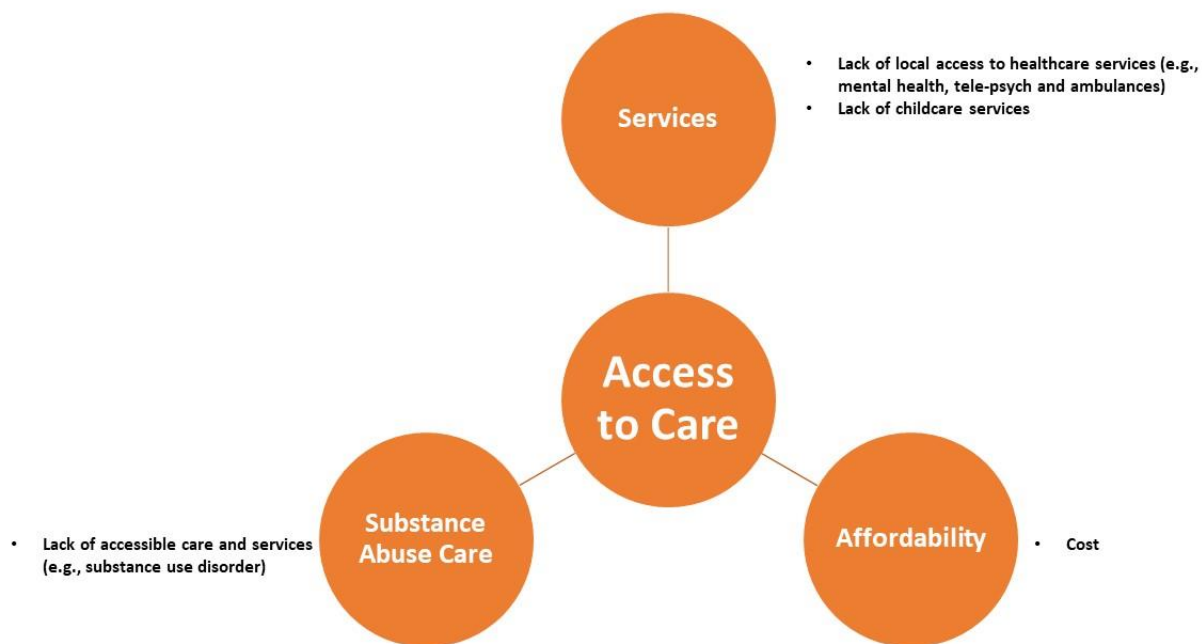 Services
• Lack of local access to healthcare services (e.g.,
mental health, tele-psych and ambulances)
• Lack of childcare services
Access
to Care
Substance
Abuse Care
• Lack of accessible care and services
(e.g., substance use disorder)
Affordability
• Cost